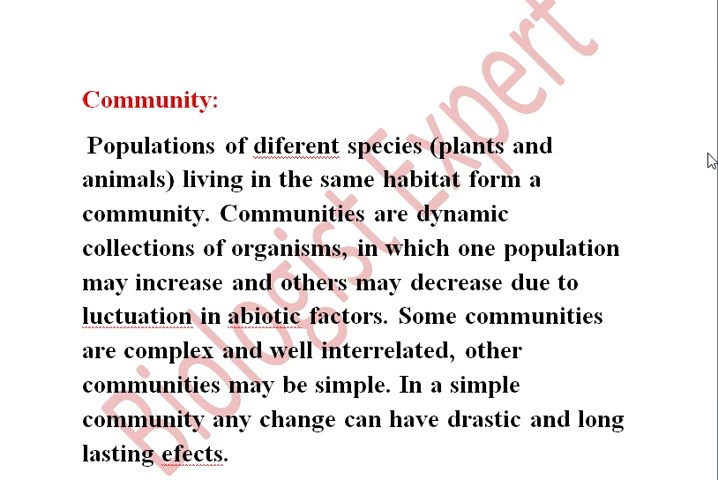 Community:
Populations of diferent species (plants and
animals) living in the same habitat form a
community. Communities are dynamic
collections of organisms, in which one population
may increase and others may decrease due to
luctuation in abiotic factors. Some communities
are complex and well interrelated, other
communities may be simple. In a simple
community any change can have drastic and long
lasting efects.
Biologist Expert